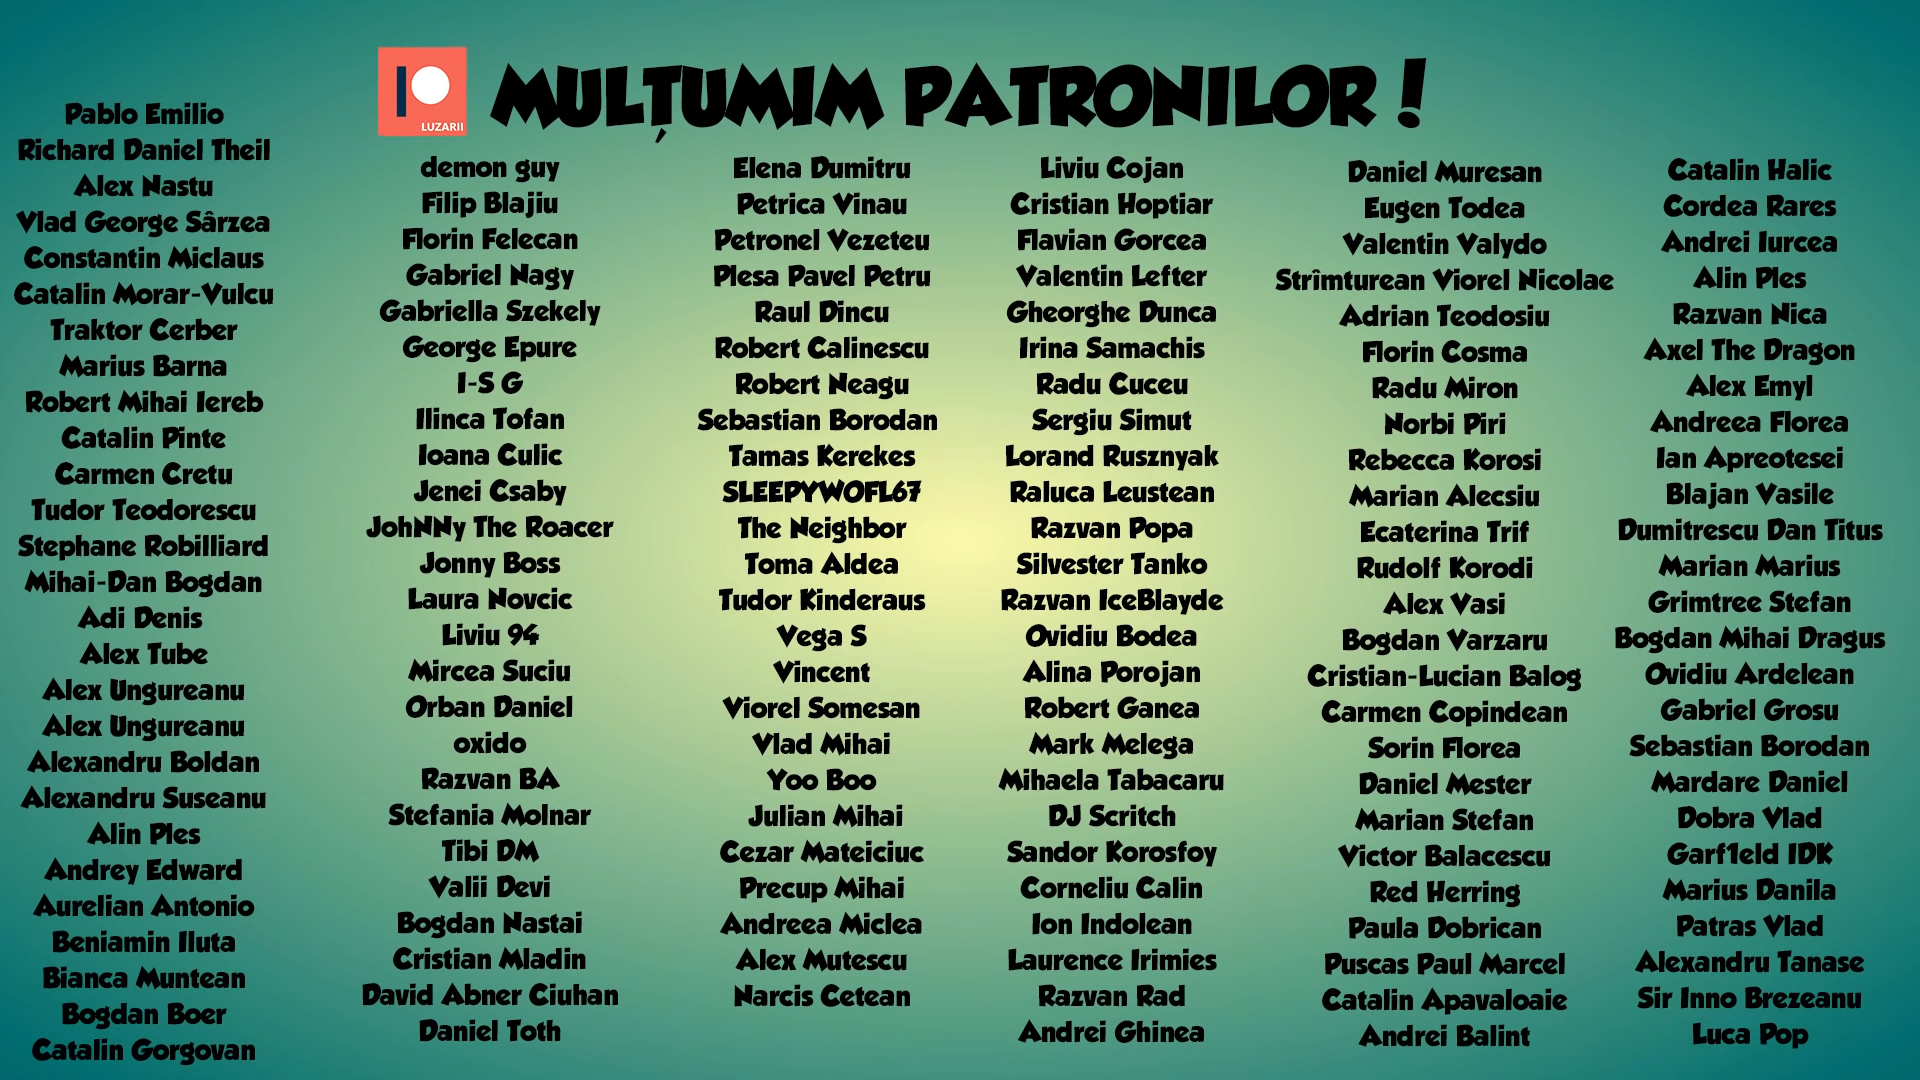 LUZARII
MULȚUMIM PATRONILOR!
Pablo Emilio
Richard Daniel Theil
Alex Nastu
Vlad George Sârzea
Constantin Miclaus
Catalin Morar-Vulcu
Traktor Cerber
Marius Barna
Robert Mihai Iereb
Catalin Pinte
Carmen Cretu
Tudor Teodorescu
Stephane Robilliard
Mihai-Dan Bogdan
Adi Denis
Alex Tube
Alex Ungureanu
Alex Ungureanu
Alexandru Boldan
Alexandru Suseanu
Alin Ples
Andrey Edward
Aurelian Antonio
Beniamin Iluta
Bianca Muntean
Bogdan Boer
Catalin Gorgovan
demon guy
Filip Blajiu
Florin Felecan
Gabriel Nagy
Gabriella Szekely
George Epure
I-S G
Ilinca Tofan
Ioana Culic
Jenei Csaby
JohNNy The Roacer
Jonny Boss
Laura Novcic
Liviu 94
Mircea Suciu
Orban Daniel
oxido
Razvan BA
Stefania Molnar
Tibi DM
Valii Devi
Bogdan Nastai
Cristian Mladin
David Abner Ciuhan
Daniel Toth
Elena Dumitru
Petrica Vinau
Petronel Vezeteu
Plesa Pavel Petru
Raul Dincu
Robert Calinescu
Robert Neagu
Sebastian Borodan
Tamas Kerekes
SLEEPYWOFL67
The Neighbor
Toma Aldea
Tudor Kinderaus
Vega S
Vincent
Viorel Somesan
Vlad Mihai
Yoo Boo
Julian Mihai
Cezar Mateiciuc
Precup Mihai
Andreea Miclea
Alex Mutescu
Narcis Cetean
Liviu Cojan
Cristian Hoptiar
Flavian Gorcea
Valentin Lefter
Gheorghe Dunca
Irina Samachis
Radu Cuceu
Sergiu Simut
Lorand Rusznyak
Raluca Leustean
Razvan Popa
Silvester Tanko
Razvan IceBlayde
Ovidiu Bodea
Alina Porojan
Robert Ganea
Mark Melega
Mihaela Tabacaru
DJ Scritch
Sandor Korosfoy
Corneliu Calin
Ion Indolean
Laurence Irimies
Razvan Rad
Andrei Ghinea
Daniel Muresan
Eugen Todea
Valentin Valydo
Strîmturean Viorel Nicolae
Adrian Teodosiu
Florin Cosma
Radu Miron
Norbi Piri
Rebecca Korosi
Marian Alecsiu
Ecaterina Trif
Rudolf Korodi
Alex Vasi
Bogdan Varzaru
Cristian-Lucian Balog
Carmen Copindean
Sorin Florea
Daniel Mester
Marian Stefan
Victor Balacescu
Red Herring
Paula Dobrican
Puscas Paul Marcel
Catalin Apavaloaie
Andrei Balint
Catalin Halic
Cordea Rares
Andrei Iurcea
Alin Ples
Razvan Nica
Axel The Dragon
Alex Emyl
Andreea Florea
Ian Apreotesei
Blajan Vasile
Dumitrescu Dan Titus
Marian Marius
Grimtree Stefan
Bogdan Mihai Dragus
Ovidiu Ardelean
Gabriel Grosu
Sebastian Borodan
Mardare Daniel
Dobra Vlad
Garf1eld IDK
Marius Danila
Patras Vlad
Alexandru Tanase
Sir Inno Brezeanu
Luca Pop